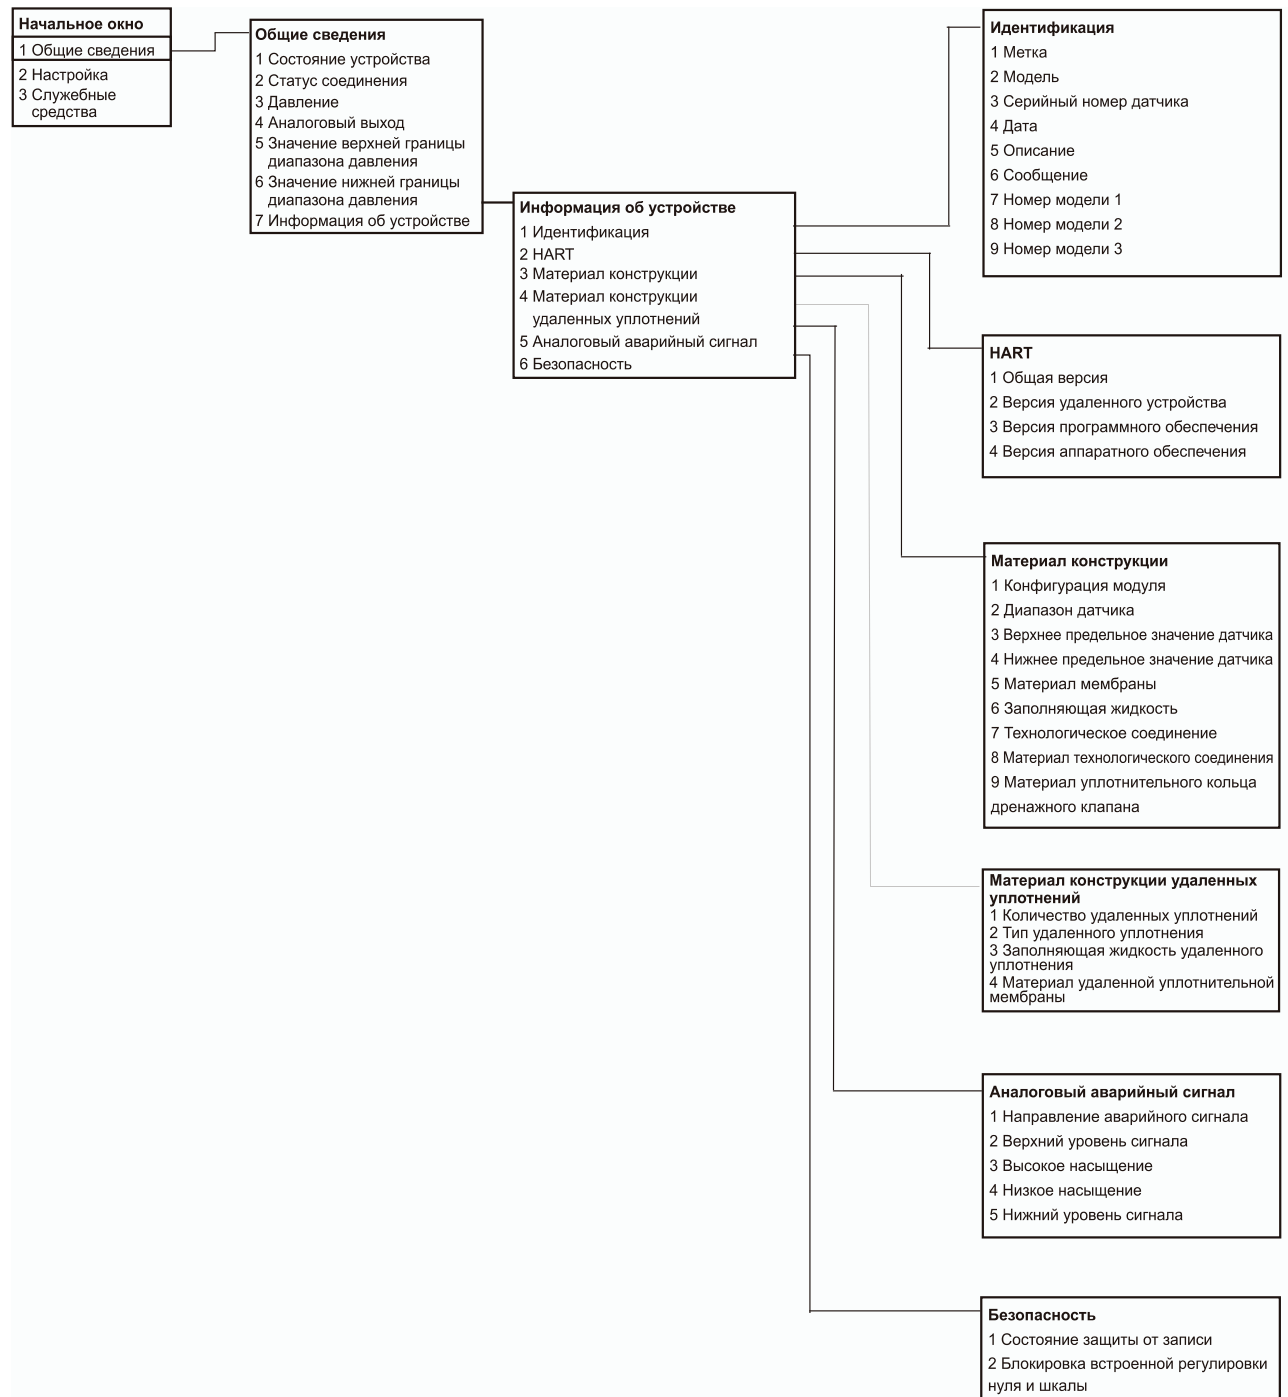 Начальное окно
1 Общие сведения
2 Настройка
3 Служебные
средства
Общие сведения
1 Состояние устройства
2 Статус соединения
3 Давление
4 Аналоговый выход
5 Значение верхней границы
диапазона давления
6 Значение нижней границы
диапазона давления
7 Информация об устройстве
Информация об устройстве
1 Идентификация
2 HART
3 Материал конструкции
4 Материал конструкции
удаленных уплотнений
5 Аналоговый аварийный сигнал
6 Безопасность
Идентификация
1 Метка
2 Модель
3 Серийный номер датчика
4 Дата
5 Описание
6 Сообщение
7 Номер модели 1
8 Номер модели 2
9 Номер модели 3
HART
1 Общая версия
2 Версия удаленного устройства
3 Версия программного обеспечения
4 Версия аппаратного обеспечения
Материал конструкции
1 Конфигурация модуля
2 Диапазон датчика
3 Верхнее предельное значение датчика
4 Нижнее предельное значение датчика
5 Материал мембраны
6 Заполняющая жидкость
7 Технологическое соединение
8 Материал технологического соединения
9 Материал уплотнительного кольца
дренажного клапана
Материал конструкции удаленных
уплотнений
1 Количество удаленных уплотнений
2 Тип удаленного уплотнения
3 Заполняющая жидкость удаленного
уплотнения
4 Материал удаленной уплотнительной
мембраны
Аналоговый аварийный сигнал
1 Направление аварийного сигнала
2 Верхний уровень сигнала
3 Высокое насыщение
4 Низкое насыщение
5 Нижний уровень сигнала
Безопасность
1 Состояние защиты от записи
2 Блокировка встроенной регулировки
нуля и шкалы